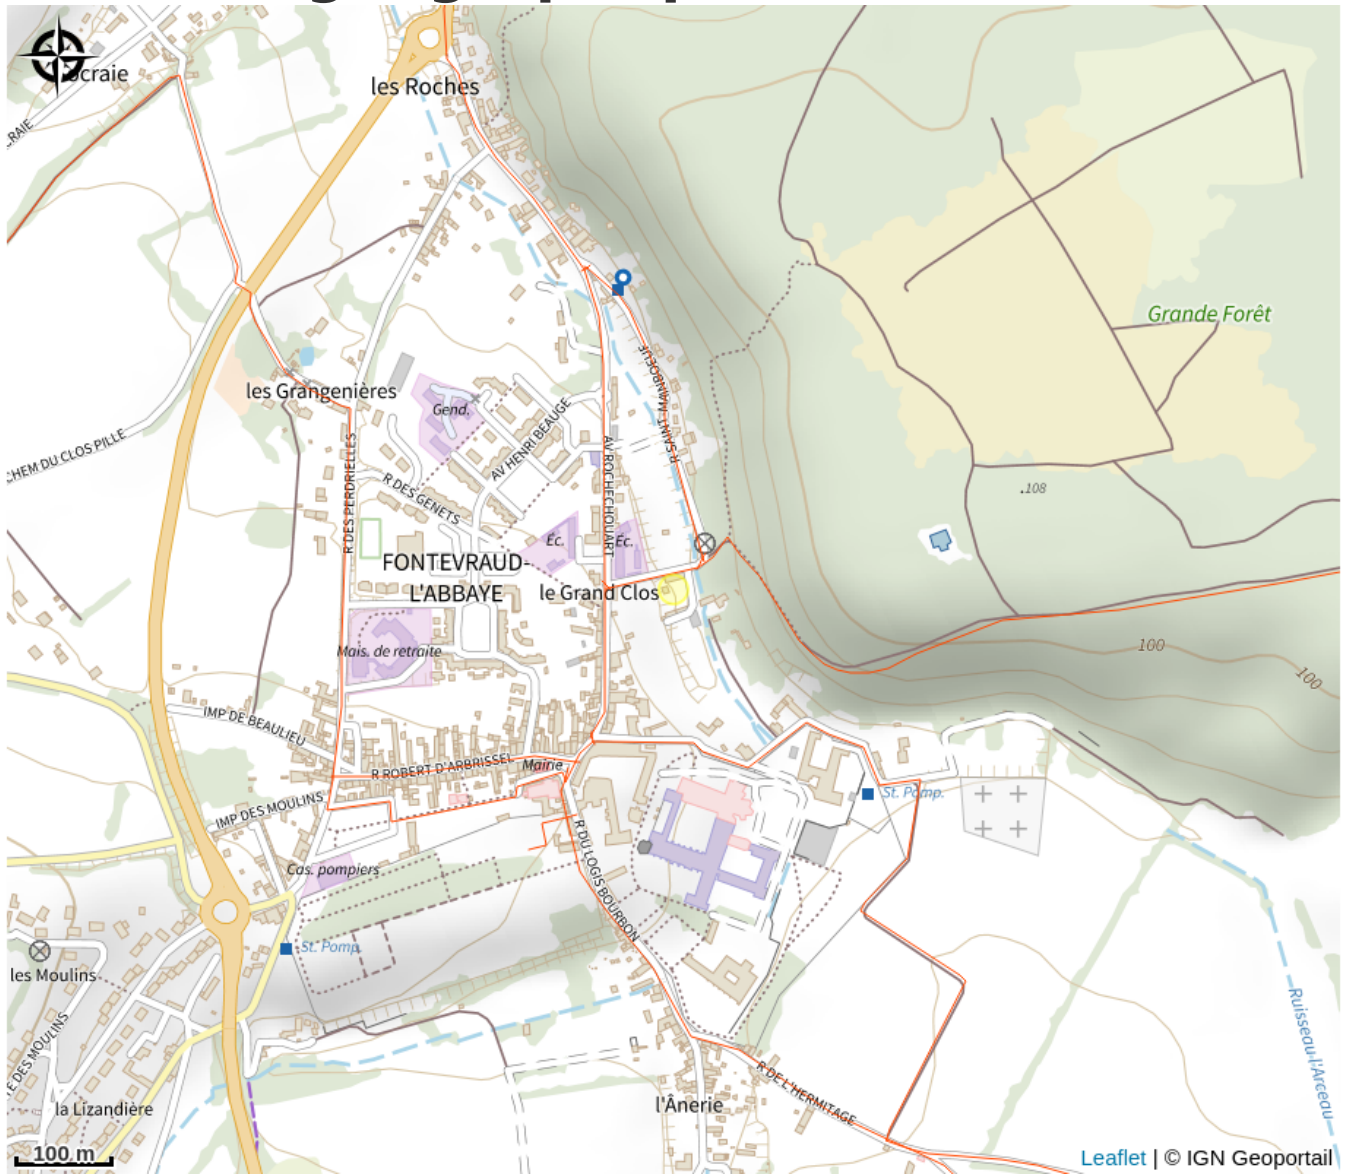 les Roches
Grande Forêt
les Grangenières
Gend.
R SAINT MAINBOEUF
AV HENRI BEAUGE
CHEM DU CLOS PILLE
R DES PERDRIELLES
R DES GENETS
AV ROCHECHOUART
.108
Éc.
Éc.
FONTEVRAUD-
L'ABBAYE
le Grand Clos
Mais. de retraite
100
100
IMP DE BEAULIEU
R ROBERT D'ARBRISSEL
Mairie
IMP DES MOULINS
St. Pomp.
R DU LOGIS BOURBON
Cas. pompiers
St. Pomp.
les Moulins
Ruisseau l'Arceau
E DES MOULINS
R DE L'HERMITAGE
la Lizandière
l'Ânerie
100 m
Leaflet | © IGN Geoportail